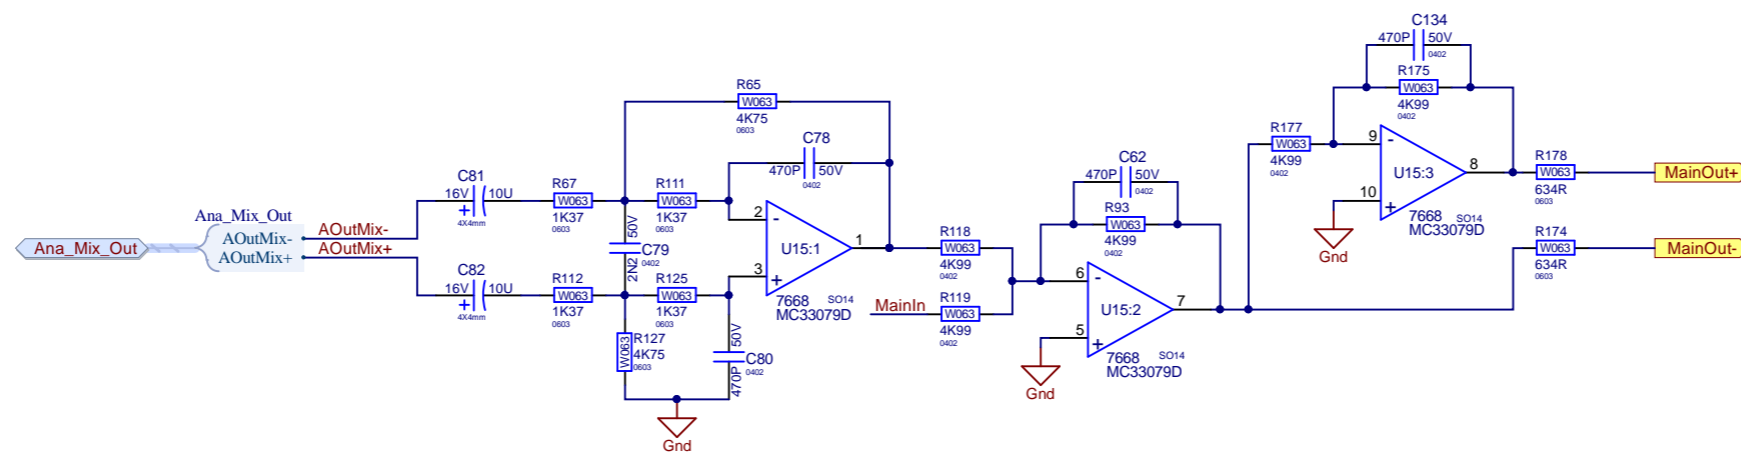 C134
470P 50V
0402
R175
W063
4K99
0402
R65
W063
4K75
0603
C78
470P 50V
0402
C62
470P 50V
0402
R93
W063
4K99
0402
R177
W063
4K99
0402
9
-
10
+
U15:3
8
7668 SO14
MC33079D
Gnd
R178
W063
634R
0603
MainOut+
R174
W063
634R
0603
MainOut-
C81
16V 10U
+
4X4mm
R67
W063
1K37
0603
R111
W063
1K37
0603
2
-
3
+
U15:1
1
7668 SO14
MC33079D
Ana_Mix_Out
Ana_Mix_Out
AOutMix-
AOutMix+
AOutMix-
AOutMix+
50V
C79
0402
2N2
C82
16V 10U
+
4X4mm
R112
W063
1K37
0603
R125
W063
1K37
0603
R127
W063
4K75
0603
50V
C80
0402
470P
Gnd
R118
W063
4K99
0402
MainIn
R119
W063
4K99
0402
6
-
5
+
U15:2
7
7668 SO14
MC33079D
Gnd